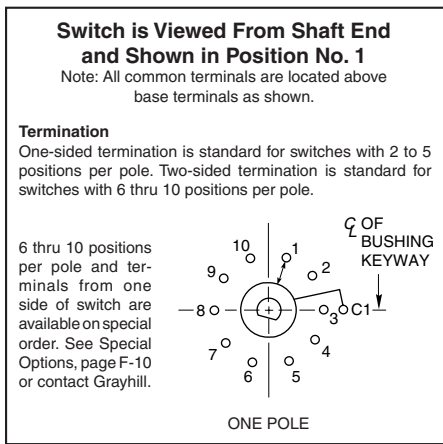 Switch is Viewed From Shaft End
and Shown in Position No. 1
Note: All common terminals are located above
base terminals as shown.
Termination
One-sided termination is standard for switches with 2 to 5
positions per pole. Two-sided termination is standard for
switches with 6 thru 10 positions per pole.
6 thru 10 positions
per pole and ter-
minals from one
side of switch are
available on special
order. See Special
Options, page F-10
or contact Grayhill.
℄ OF
BUSHING
KEYWAY
10
1
9
2
8
3
C1
7
4
6
5
ONE POLE